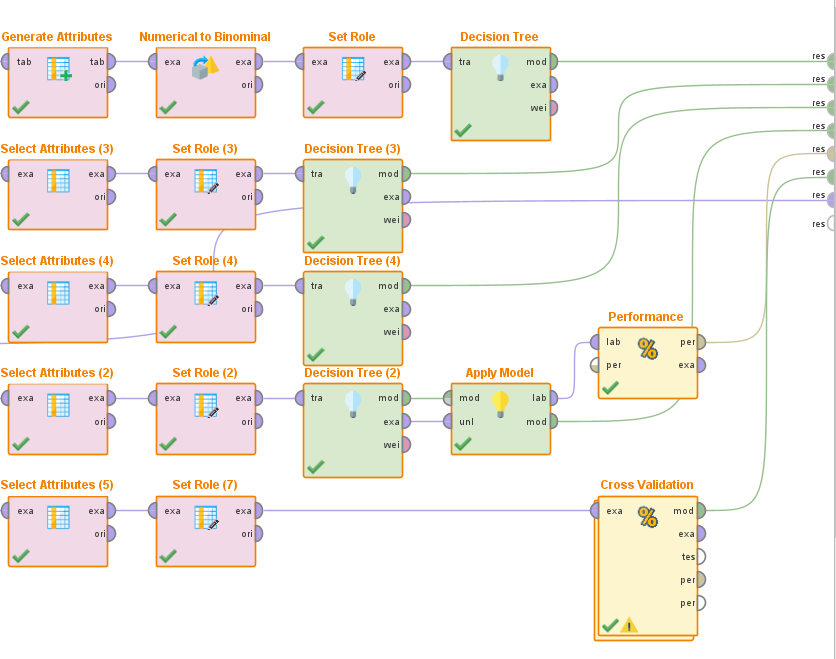 Generate Attributes Numerical to Binominal Set Role Decision Tree
tab tab exa exa exa exa tra mod res
ori ori ori exa res
wei res
res
Select Attributes (3) Set Role (3) Decision Tree (3) res
exa exa exa exa tra mod res
ori ori exa res
wei res
Select Attributes (4) Set Role (4) Decision Tree (4)
exa exa exa exa tra mod
ori ori exa
Performance
wei
lab per
per exa
Select Attributes (2) Set Role (2) Decision Tree (2) Apply Model
exa exa exa exa tra mod mod lab
ori ori exa unl mod
wei
Select Attributes (5) Set Role (7) Cross Validation
exa exa exa exa exa mod
ori ori exa
tes
per
per